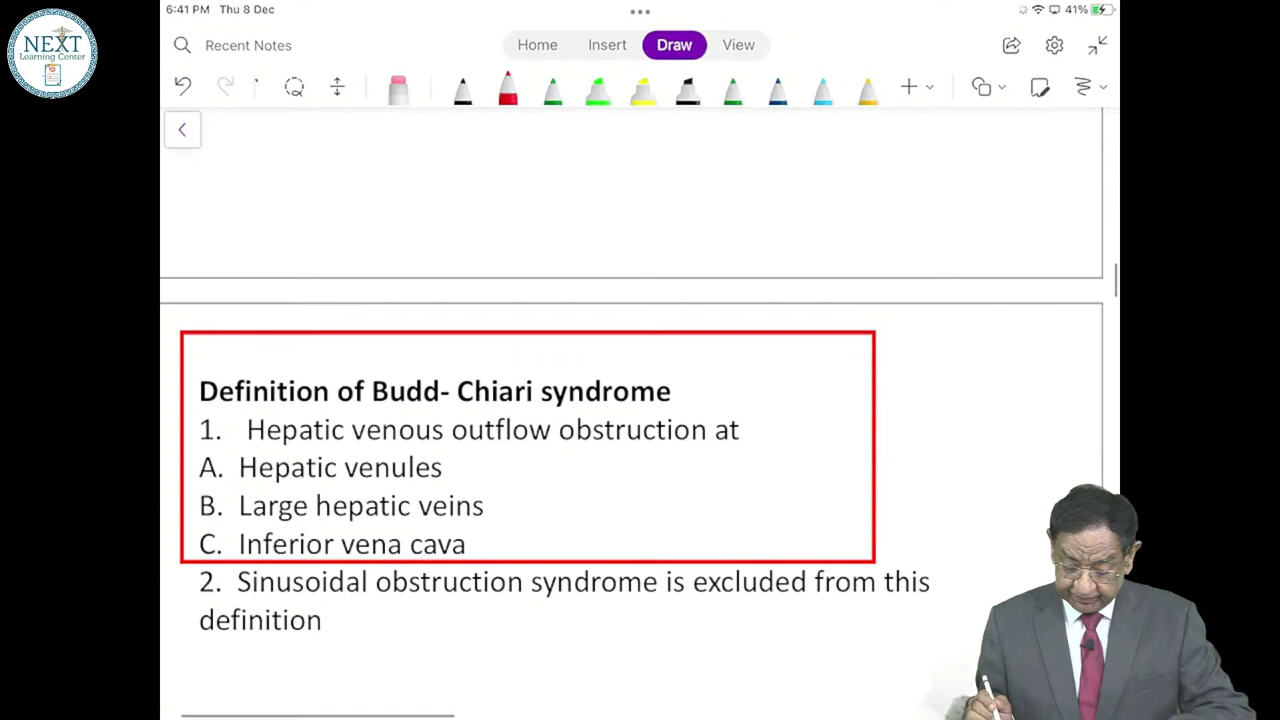 6:41 PM Thu 8 Dec
41%
NEXT
Learning Center
Recent Notes
Home Insert Draw View
Definition of Budd- Chiari syndrome
1. Hepatic venous outflow obstruction at
A. Hepatic venules
B. Large hepatic veins
C. Inferior vena cava
2. Sinusoidal obstruction syndrome is excluded from this
definition